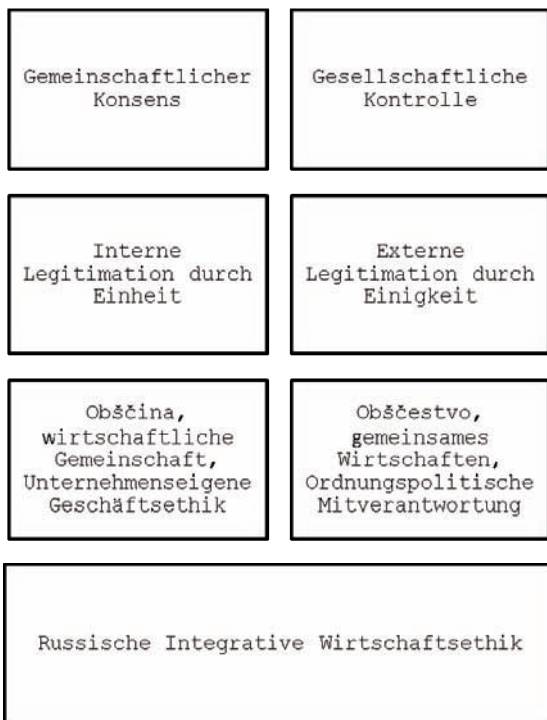 Gemeinschaftlicher
Konsens
Gesellschaftliche
Kontrolle
Interne
Legitimation durch
Einheit
Externe
Legitimation durch
Einigkeit
Obščina,
wirtschaftliche
Gemeinschaft,
Unternehmenseigene
Geschäftsethik
Obščestvo,
gemeinsames
Wirtschaften,
Ordnungspolitische
Mitverantwortung
Russische Integrative Wirtschaftsethik